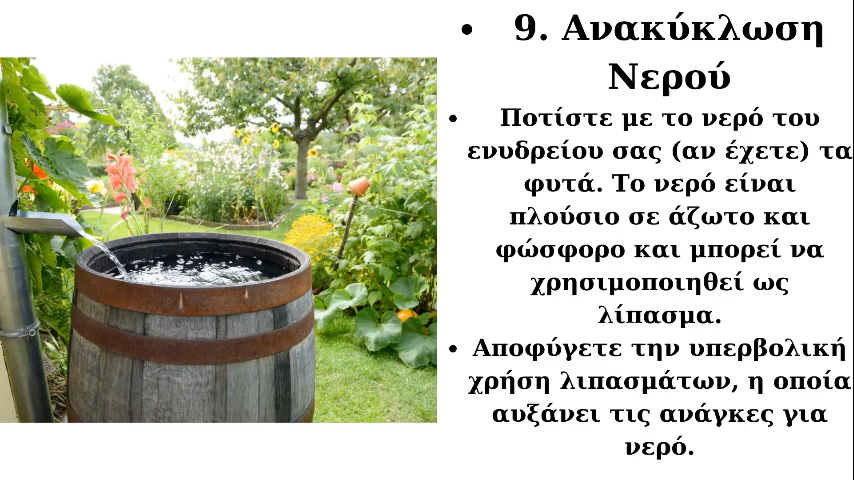 • 9. Ανακύκλωση
Νερού
• Ποτίστε με το νερό του
ενυδρείου σας (αν έχετε) τα
φυτά. Το νερό είναι
πλούσιο σε άζωτο και
φώσφορο και μπορεί να
χρησιμοποιηθεί ως
λίπασμα.
• Αποφύγετε την υπερβολική
χρήση λιπασμάτων, η οποία
αυξάνει τις ανάγκες για
νερό.